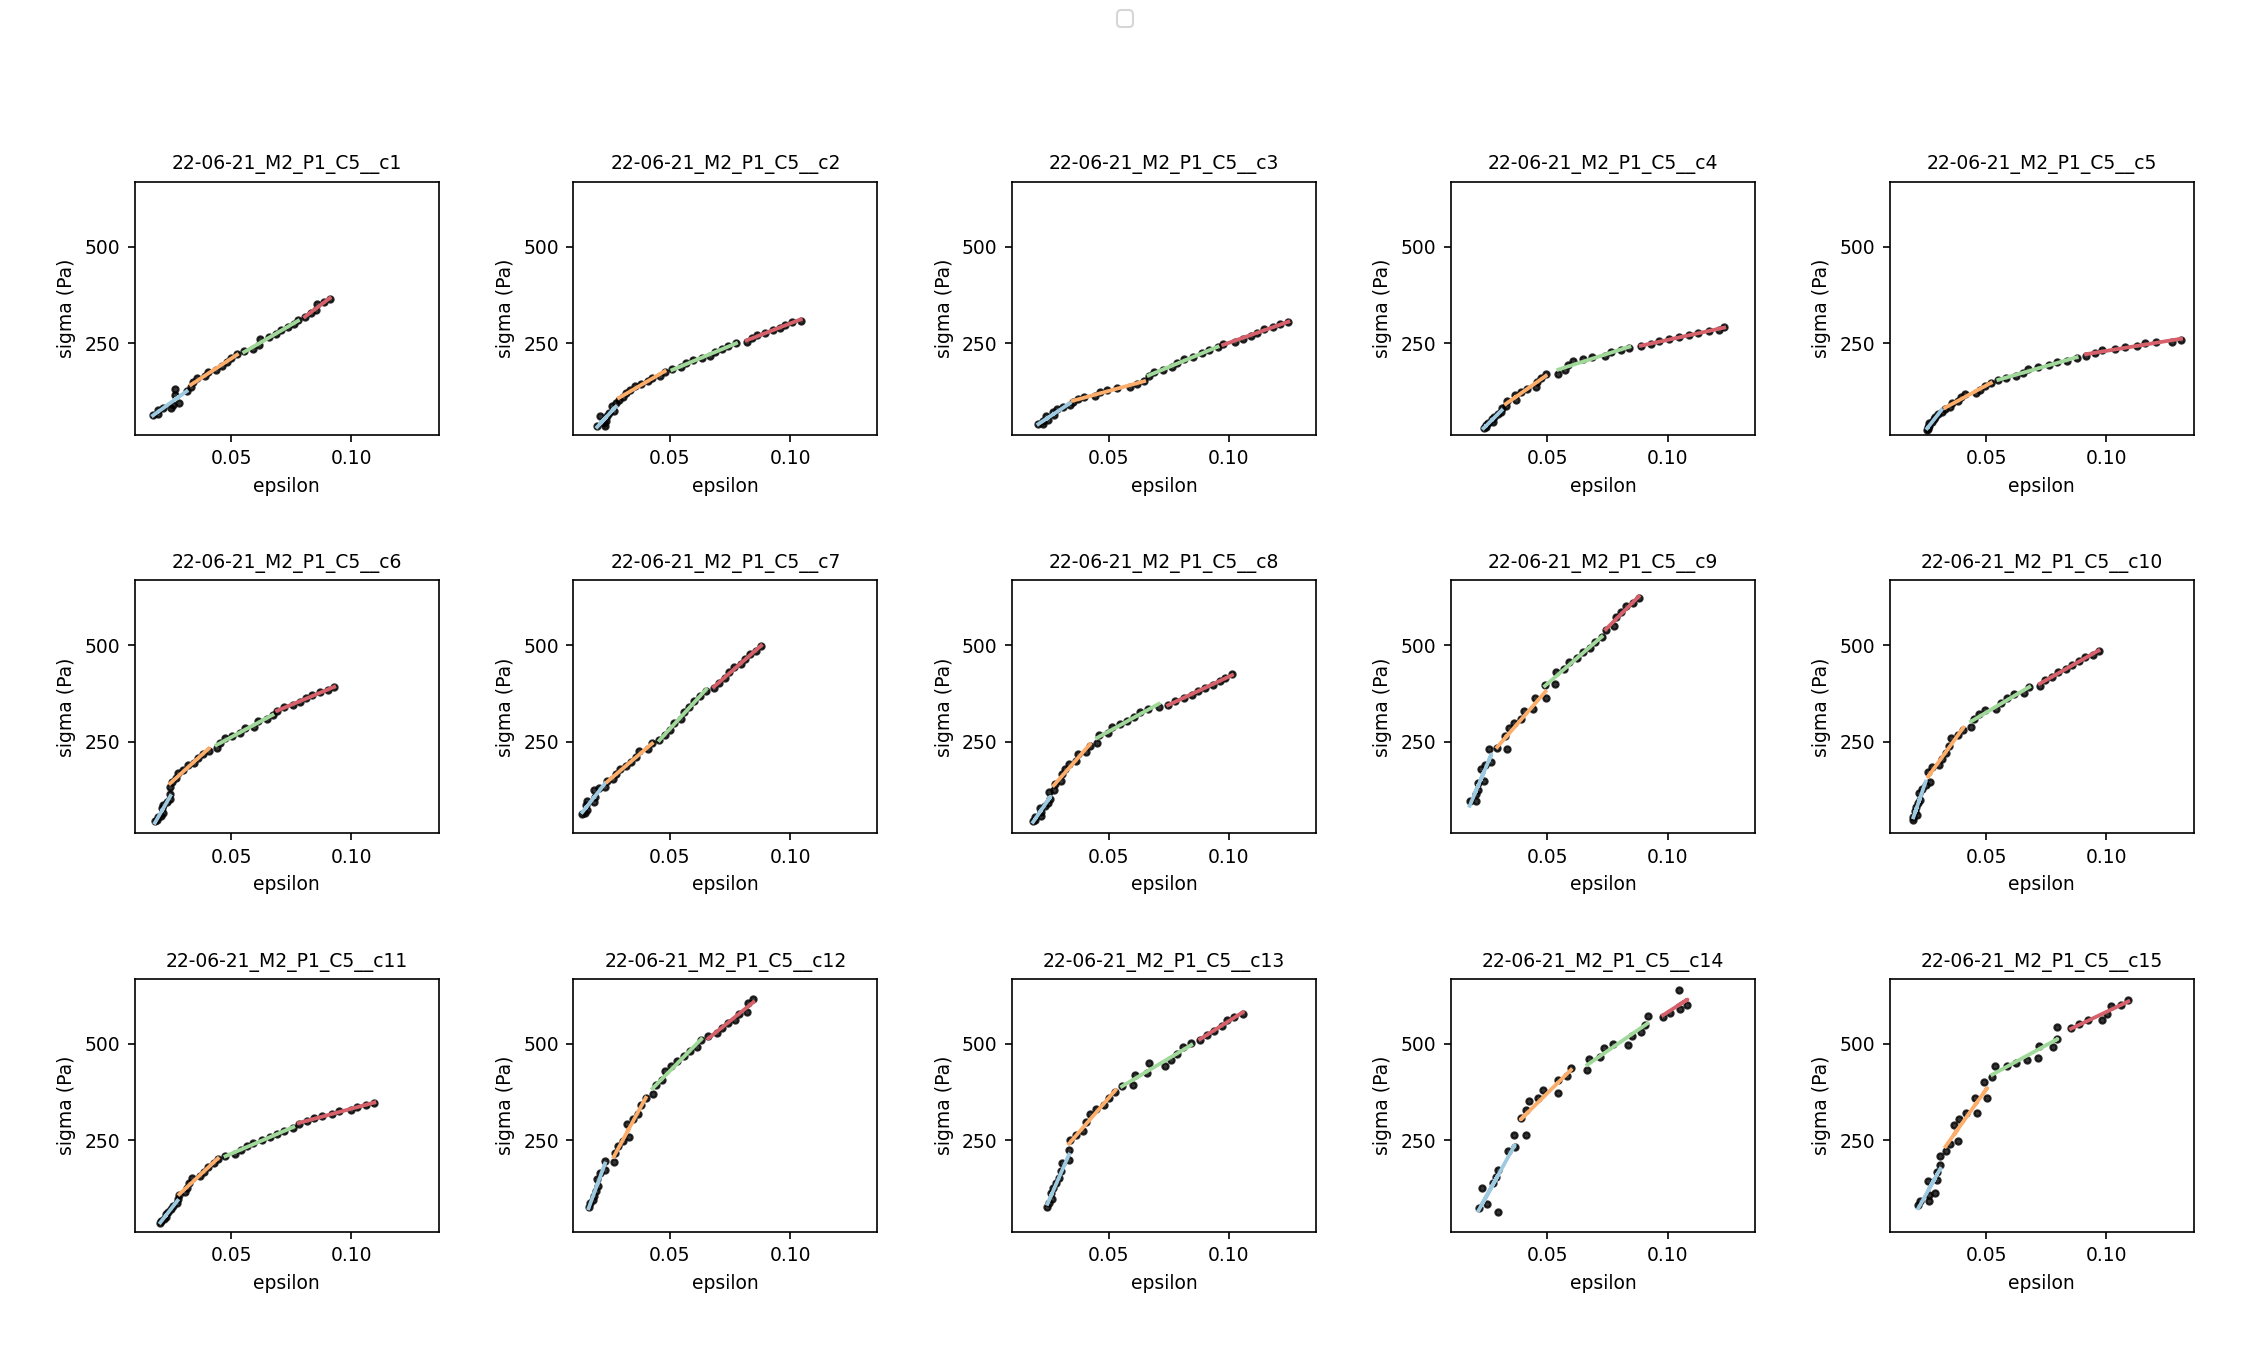 22-06-21_M2_P1_C5__c1
22-06-21_M2_P1_C5__c2
22-06-21_M2_P1_C5__c3
22-06-21_M2_P1_C5__c4
22-06-21_M2_P1_C5__c5
sigma (Pa)
500
250
0.05
0.10
epsilon
sigma (Pa)
500
250
0.05
0.10
epsilon
sigma (Pa)
500
250
0.05
0.10
epsilon
sigma (Pa)
500
250
0.05
0.10
epsilon
sigma (Pa)
500
250
0.05
0.10
epsilon
22-06-21_M2_P1_C5__c6
22-06-21_M2_P1_C5__c7
22-06-21_M2_P1_C5__c8
22-06-21_M2_P1_C5__c9
22-06-21_M2_P1_C5__c10
sigma (Pa)
500
250
0.05
0.10
epsilon
sigma (Pa)
500
250
0.05
0.10
epsilon
sigma (Pa)
500
250
0.05
0.10
epsilon
sigma (Pa)
500
250
0.05
0.10
epsilon
sigma (Pa)
500
250
0.05
0.10
epsilon
22-06-21_M2_P1_C5__c11
22-06-21_M2_P1_C5__c12
22-06-21_M2_P1_C5__c13
22-06-21_M2_P1_C5__c14
22-06-21_M2_P1_C5__c15
sigma (Pa)
500
250
0.05
0.10
epsilon
sigma (Pa)
500
250
0.05
0.10
epsilon
sigma (Pa)
500
250
0.05
0.10
epsilon
sigma (Pa)
500
250
0.05
0.10
epsilon
sigma (Pa)
500
250
0.05
0.10
epsilon